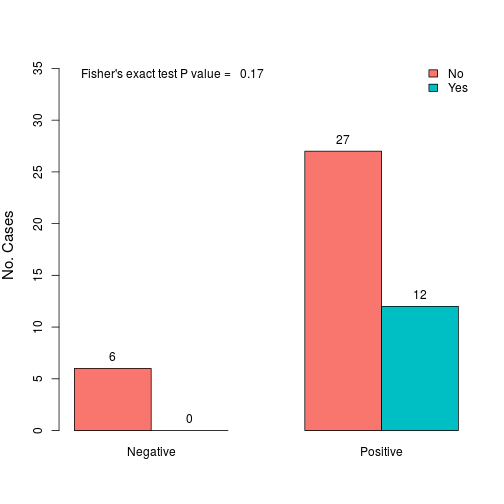 Fisher's exact test P value = 0.17
No
Yes
35
30
25
20
15
10
5
0
No. Cases
6
0
27
12
Negative
Positive